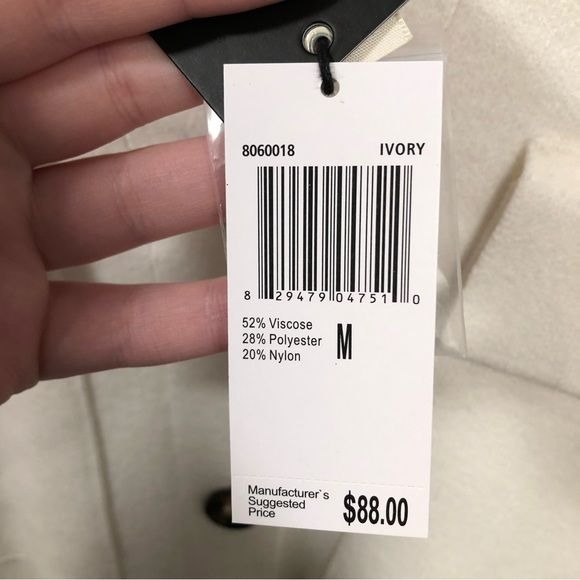 8060018 IVORY
8 29479 04751 0
52% Viscose
28% Polyester
20% Nylon
M
Manufacturer`s
Suggested
Price
$88.00